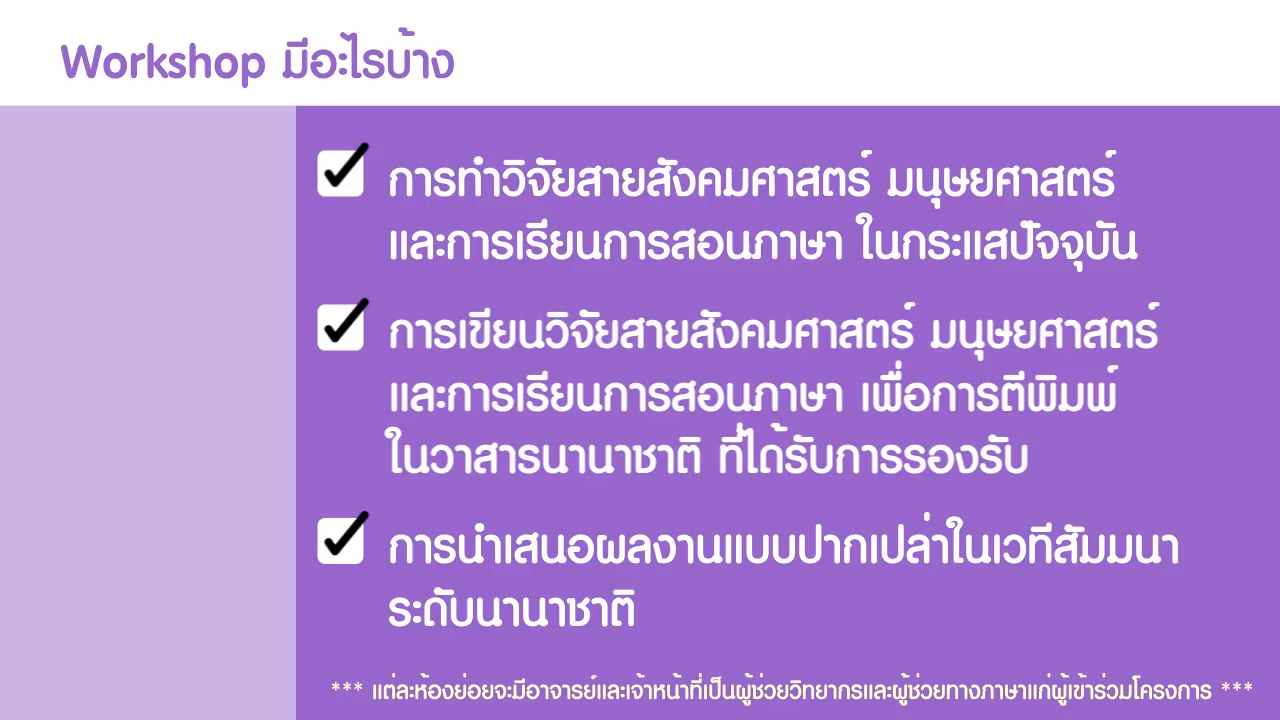 Workshop มีอะไรบ้าง
การทำวิจัยสายสังคมศาสตร์ มนุษยศาสตร์
และการเรียนการสอนภาษา ในกระแสปัจจุบัน
การเขียนวิจัยสายสังคมศาสตร์ มนุษยศาสตร์
และการเรียนการสอนภาษา เพื่อการตีพิมพ์
ในวาสารนานาชาติ ที่ได้รับการรองรับ
การนำเสนอผลงานแบบปากเปล่าในเวทีสัมมนา
ระดับนานาชาติ
*** แต่ละห้องย่อยจะมีอาจารย์และเจ้าหน้าที่เป็นผู้ช่วยวิทยากรและผู้ช่วยทางภาษาแก่ผู้เข้าร่วมโครงการ ***